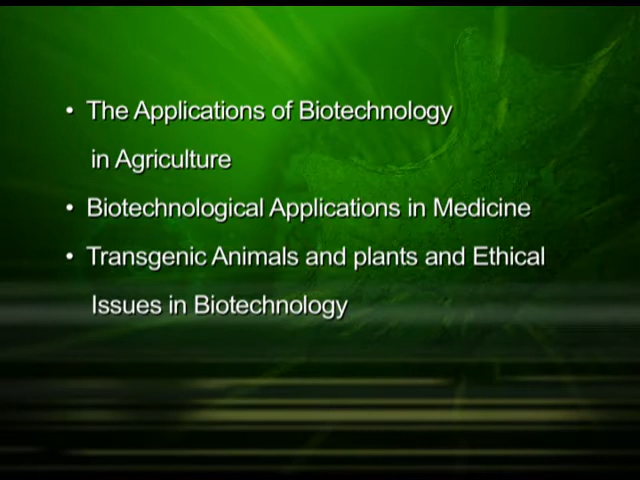 • The Applications of Biotechnology
in Agriculture
• Biotechnological Applications in Medicine
• Transgenic Animals and plants and Ethical
Issues in Biotechnology